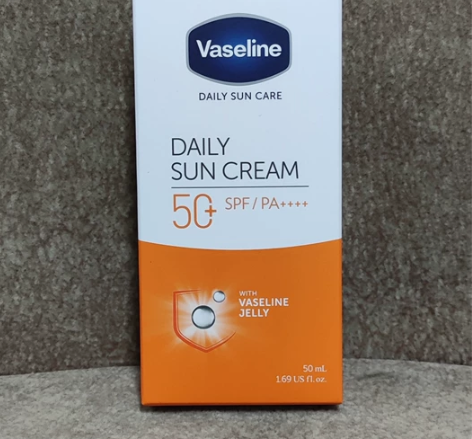 Vaseline
DAILY SUN CARE
DAILY
SUN CREAM
50+ SPF / PA++++
WITH
VASELINE
JELLY
50 mL
1.69 US fl. oz.